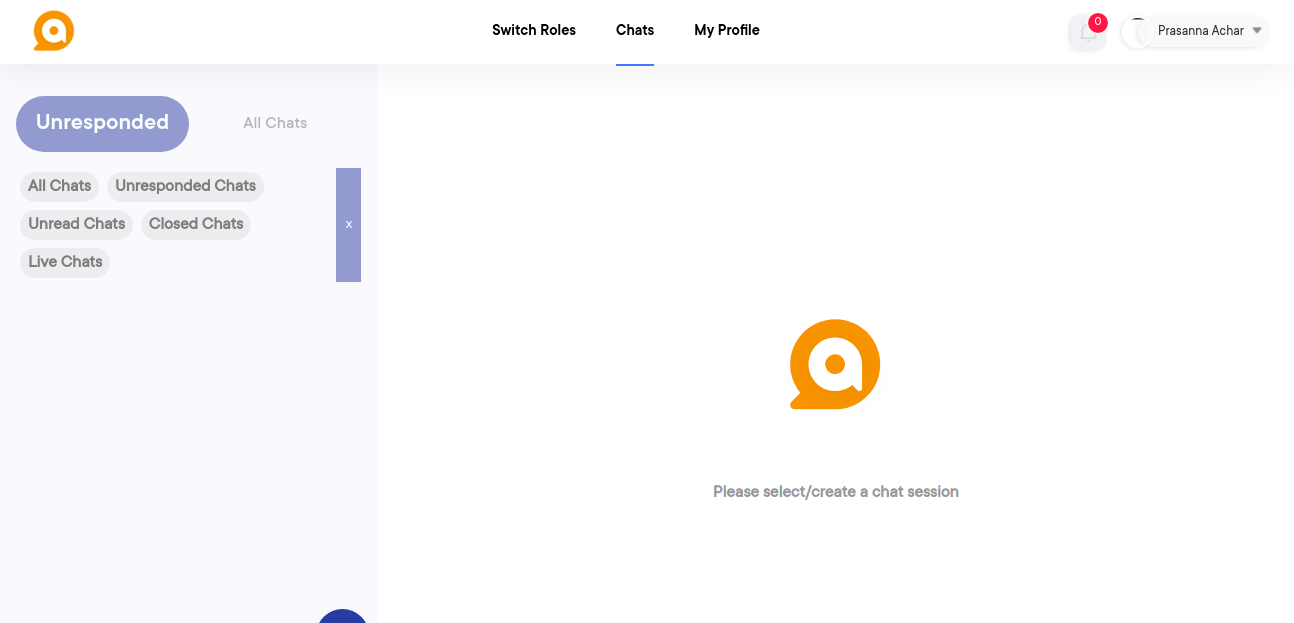 Switch Roles Chats My Profile 0 Prasanna Achar
Unresponded All Chats
All Chats Unresponded Chats
Unread Chats Closed Chats x
Live Chats
Please select/create a chat session